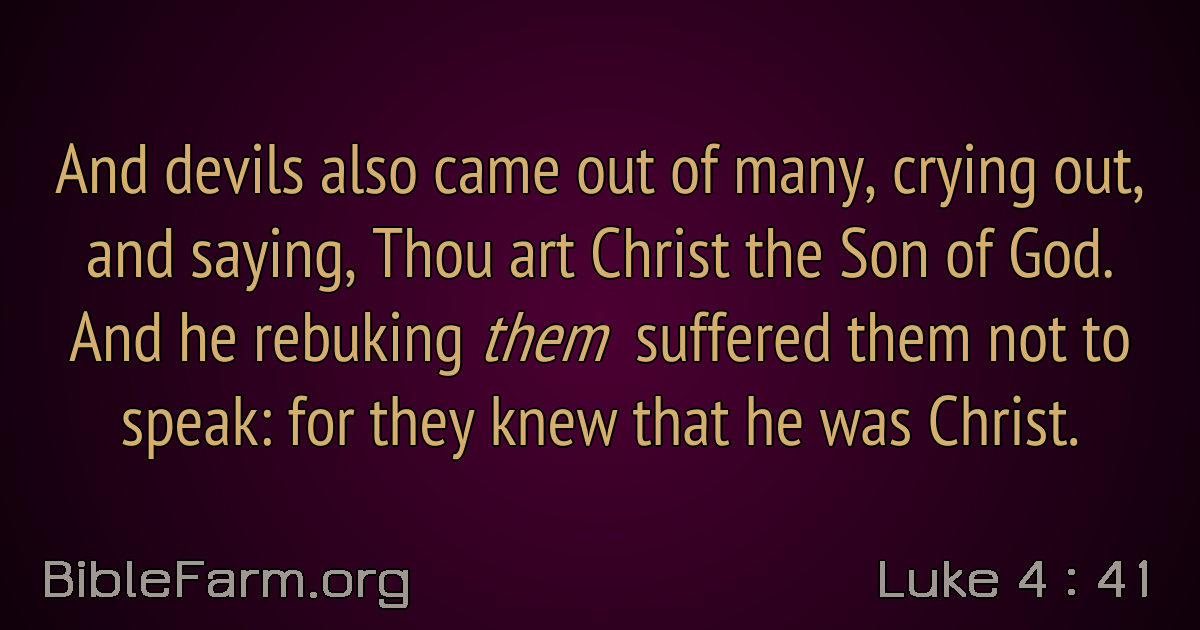 And devils also came out of many, crying out,
and saying, Thou art Christ the Son of God.
And he rebuking them suffered them not to
speak: for they knew that he was Christ.
BibleFarm.org
Luke 4 : 41